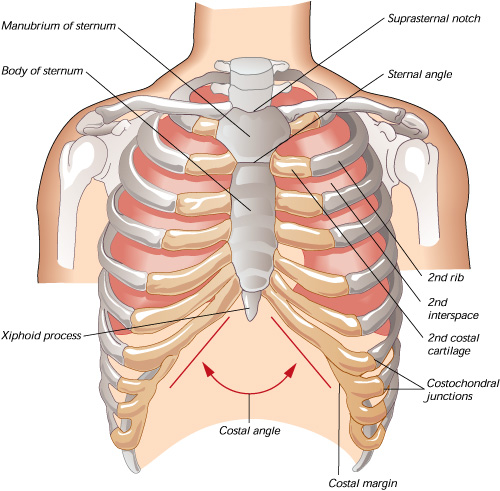 Manubrium of sternum
Suprasternal notch
Body of sternum
Sternal angle
2nd rib
2nd
interspace
Xiphoid process
2nd costal
cartilage
Costochondral
junctions
Costal angle
Costal margin